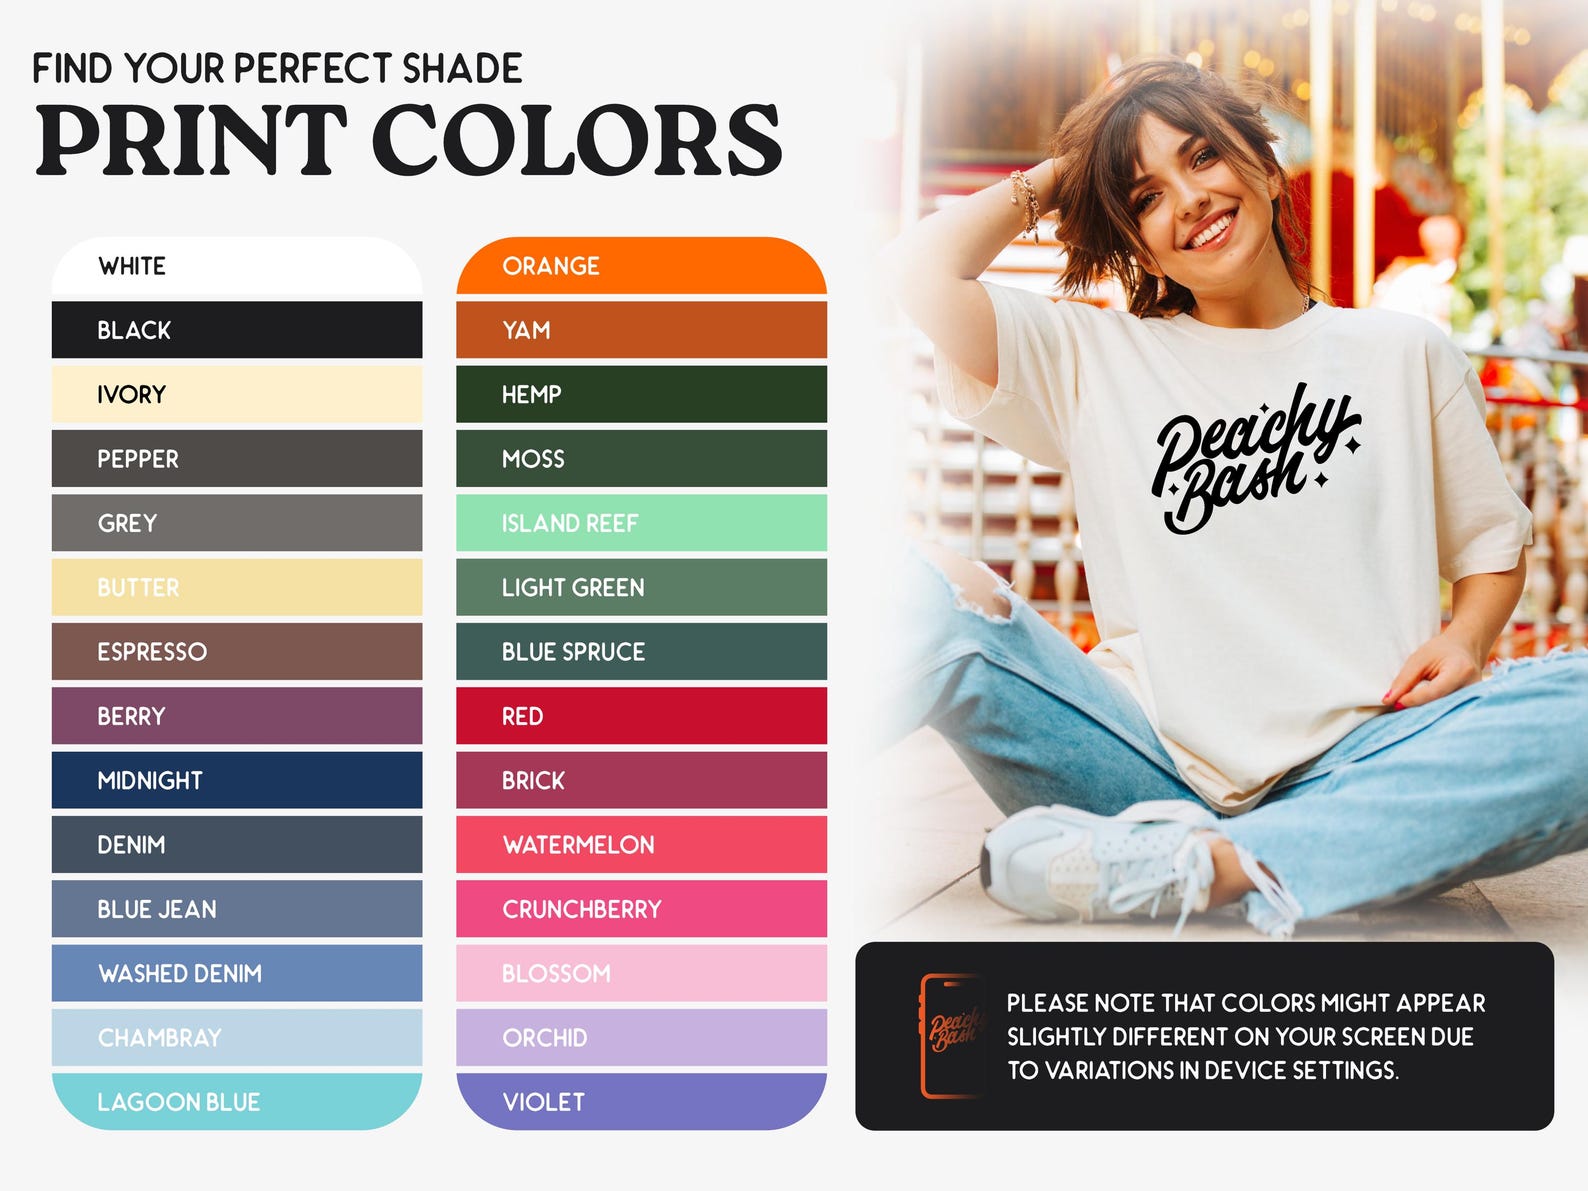 FIND YOUR PERFECT SHADE
PRINT COLORS
WHITE
BLACK
IVORY
PEPPER
GREY
BUTTER
ESPRESSO
BERRY
MIDNIGHT
DENIM
BLUE JEAN
WASHED DENIM
CHAMBRAY
LAGOON BLUE
ORANGE
YAM
HEMP
MOSS
ISLAND REEF
LIGHT GREEN
BLUE SPRUCE
RED
BRICK
WATERMELON
CRUNCHBERRY
BLOSSOM
ORCHID
VIOLET
Peachy
Bash
Peachy
Bash
PLEASE NOTE THAT COLORS MIGHT APPEAR
SLIGHTLY DIFFERENT ON YOUR SCREEN DUE
TO VARIATIONS IN DEVICE SETTINGS.